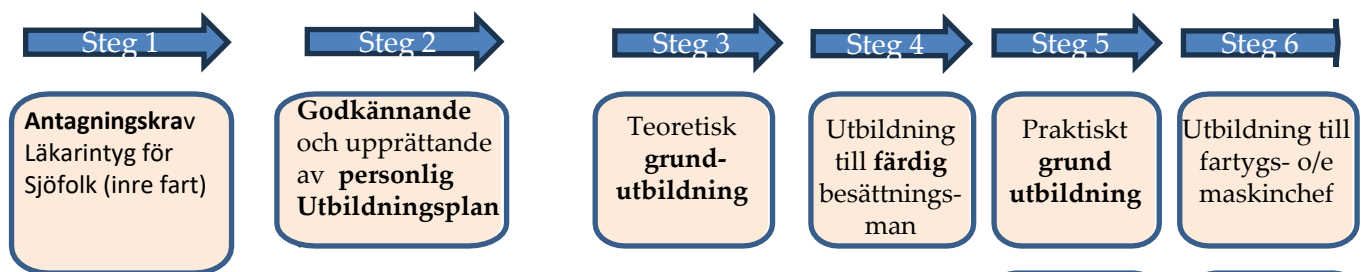 Steg 1
Steg 2
Steg 3
Steg 4
Steg 5
Steg 6
Antagningskrav
Läkarintyg för
Sjöfolk (inre fart)
Godkännande
och upprättande
av personlig
Utbildningsplan
Teoretisk
grund-
utbildning
Utbildning
till färdig
besättnings-
man
Praktiskt
grund
utbildning
Utbildning till
fartygs- o/e
maskinchef